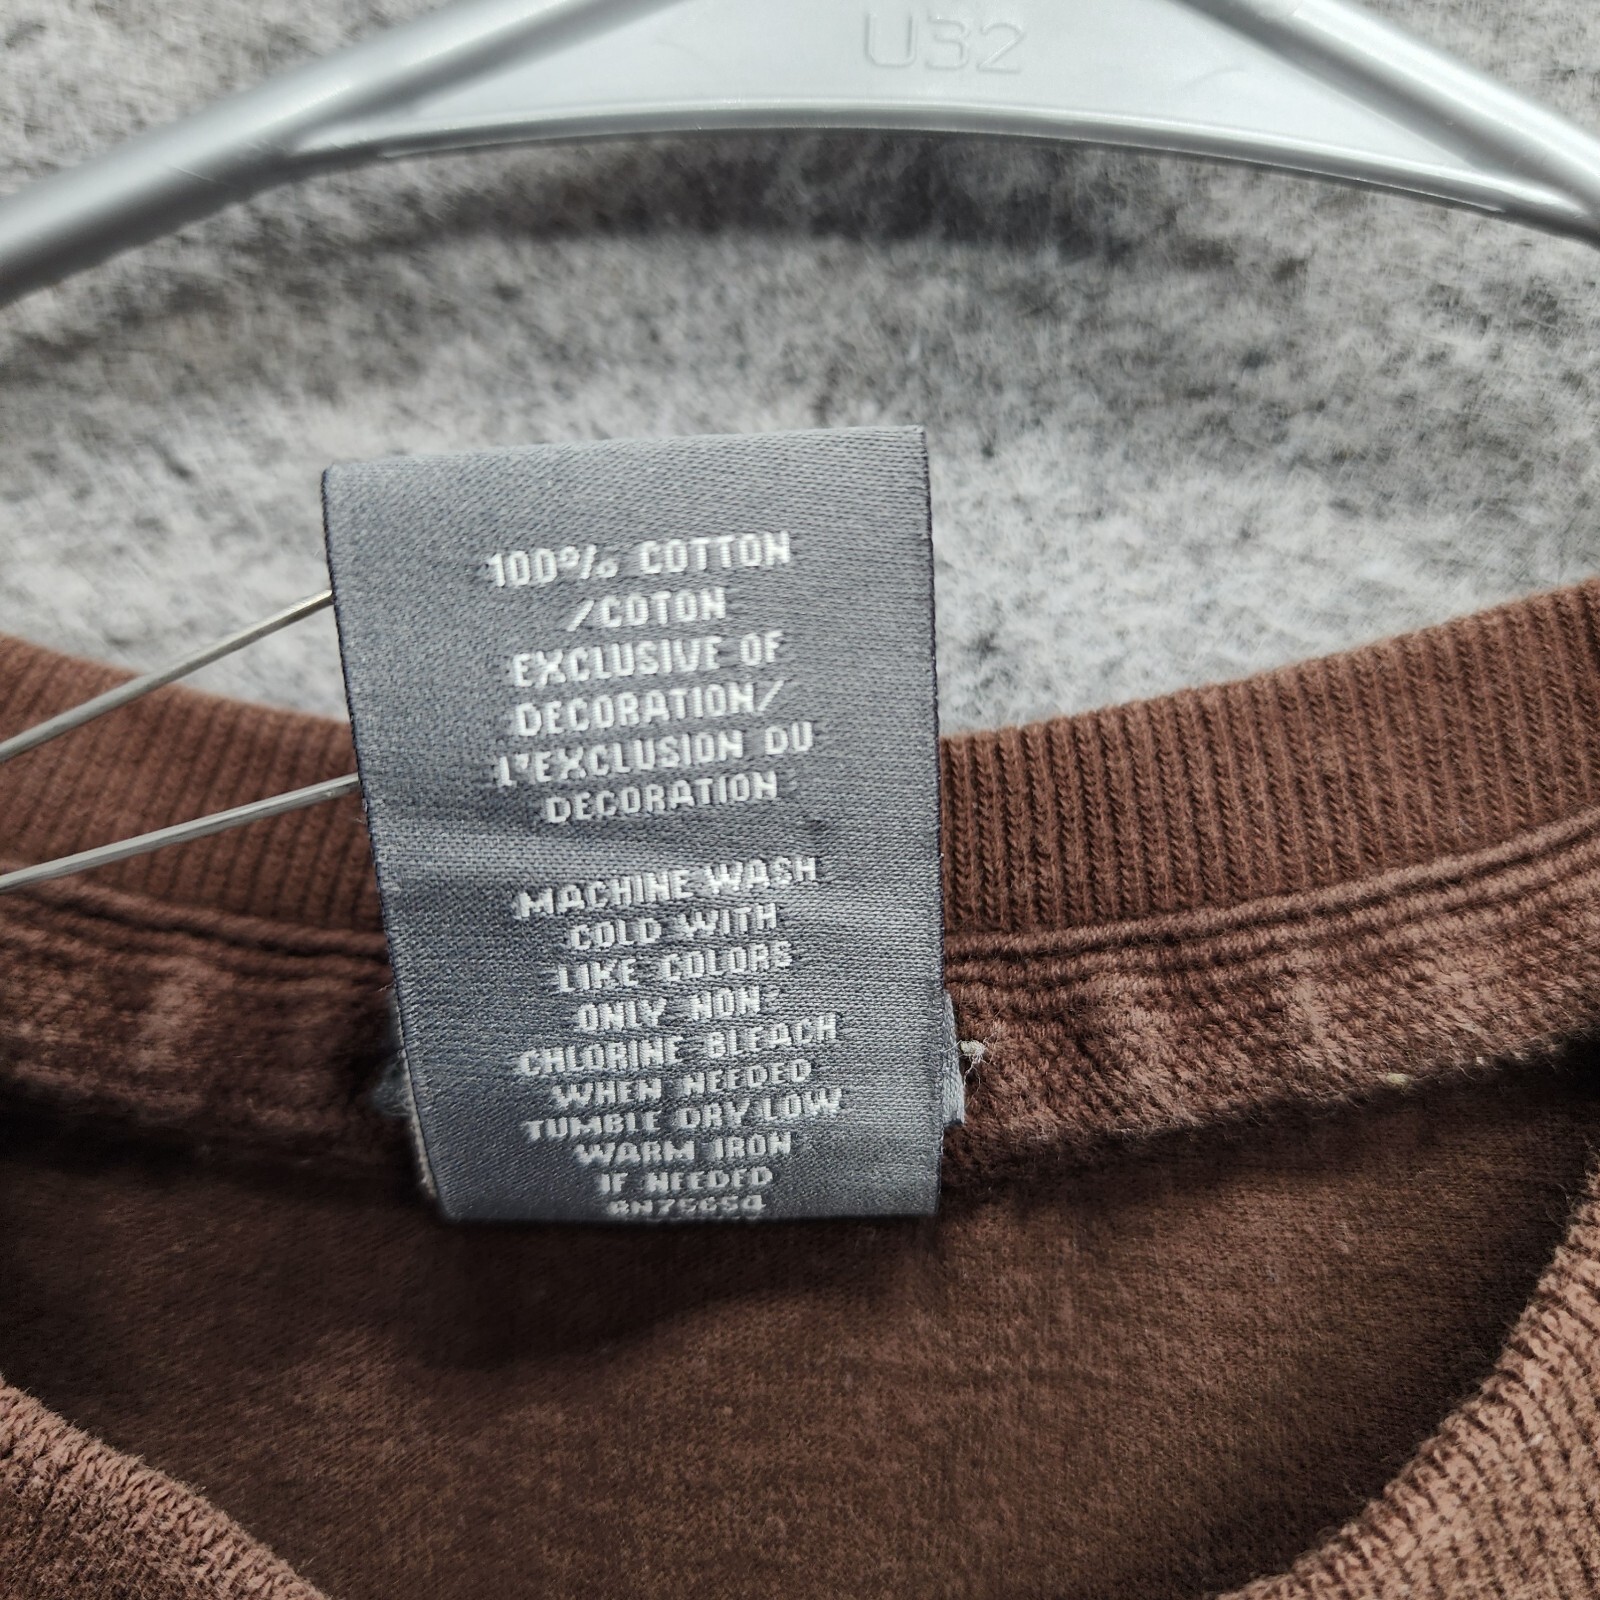 U32
100% COTTON
/COTON
EXCLUSIVE OF
DECORATION/
L'EXCLUSION DU
DECORATION
MACHINE WASH
COLD WITH
LIKE COLORS
ONLY NON-
CHLORINE BLEACH
WHEN NEEDED
TUMBLE DRY LOW
WARM IRON
IF NEEDED